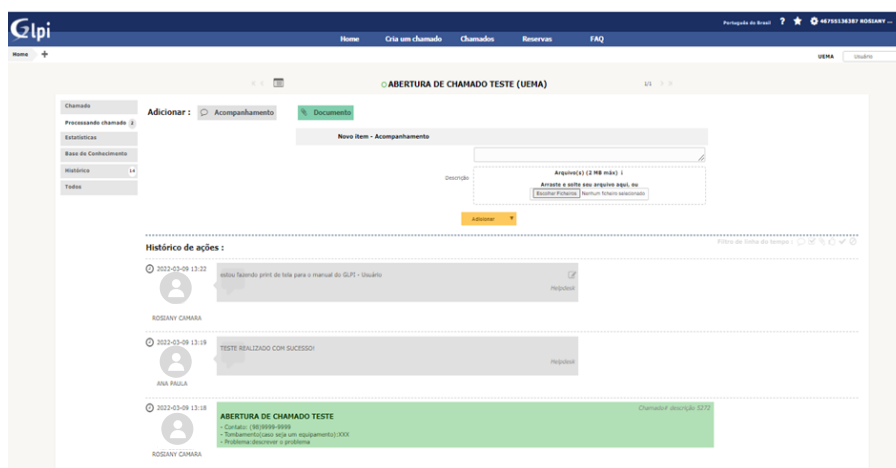 Glpi
Português do Brasil ? 46755136387 ROSIANY ...
Home Cria um chamado Chamados Reservas FAQ
Home + UEMA Usuário
ABERTURA DE CHAMADO TESTE (UEMA) 1/1
Chamado
Processando chamado 2
Estatísticas
Base de Conhecimento
Histórico 14
Todos
Adicionar : Acompanhamento Documento
Novo item - Acompanhamento
Descrição
Arquivo(s) (2 MB máx) i
Arraste e solte seu arquivo aqui, ou
Escolher Ficheiros Nenhum ficheiro selecionado
Adicionar
Histórico de ações :
Filtro de linha do tempo :
2022-03-09 13:22
estou fazendo print de tela para o manual do GLPI - Usuário
Helpdesk
ROSIANY CAMARA
2022-03-09 13:19
TESTE REALIZADO COM SUCESSO!
Helpdesk
ANA PAULA
2022-03-09 13:18
Chamado# descrição 5272
ABERTURA DE CHAMADO TESTE
- Contato: (98)9999-9999
- Tombamento(caso seja um equipamento):XXX
- Problema:descrever o problema
ROSIANY CAMARA